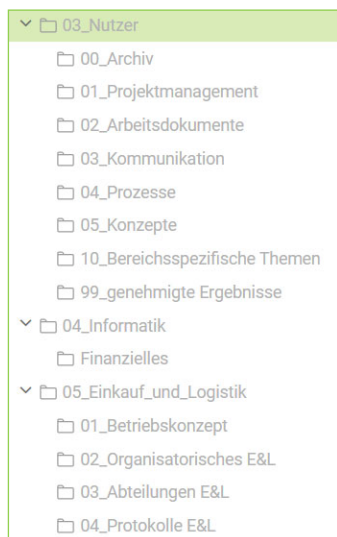 03_Nutzer
00_Archiv
01_Projektmanagement
02_Arbeitsdokumente
03_Kommunikation
04_Prozesse
05_Konzepte
10_Bereichsspezifische Themen
99_genehmigte Ergebnisse
04_Informatik
Finanzielles
05_Einkauf_und_Logistik
01_Betriebskonzept
02_Organisatorisches E&L
03_Abteilungen E&L
04_Protokolle E&L